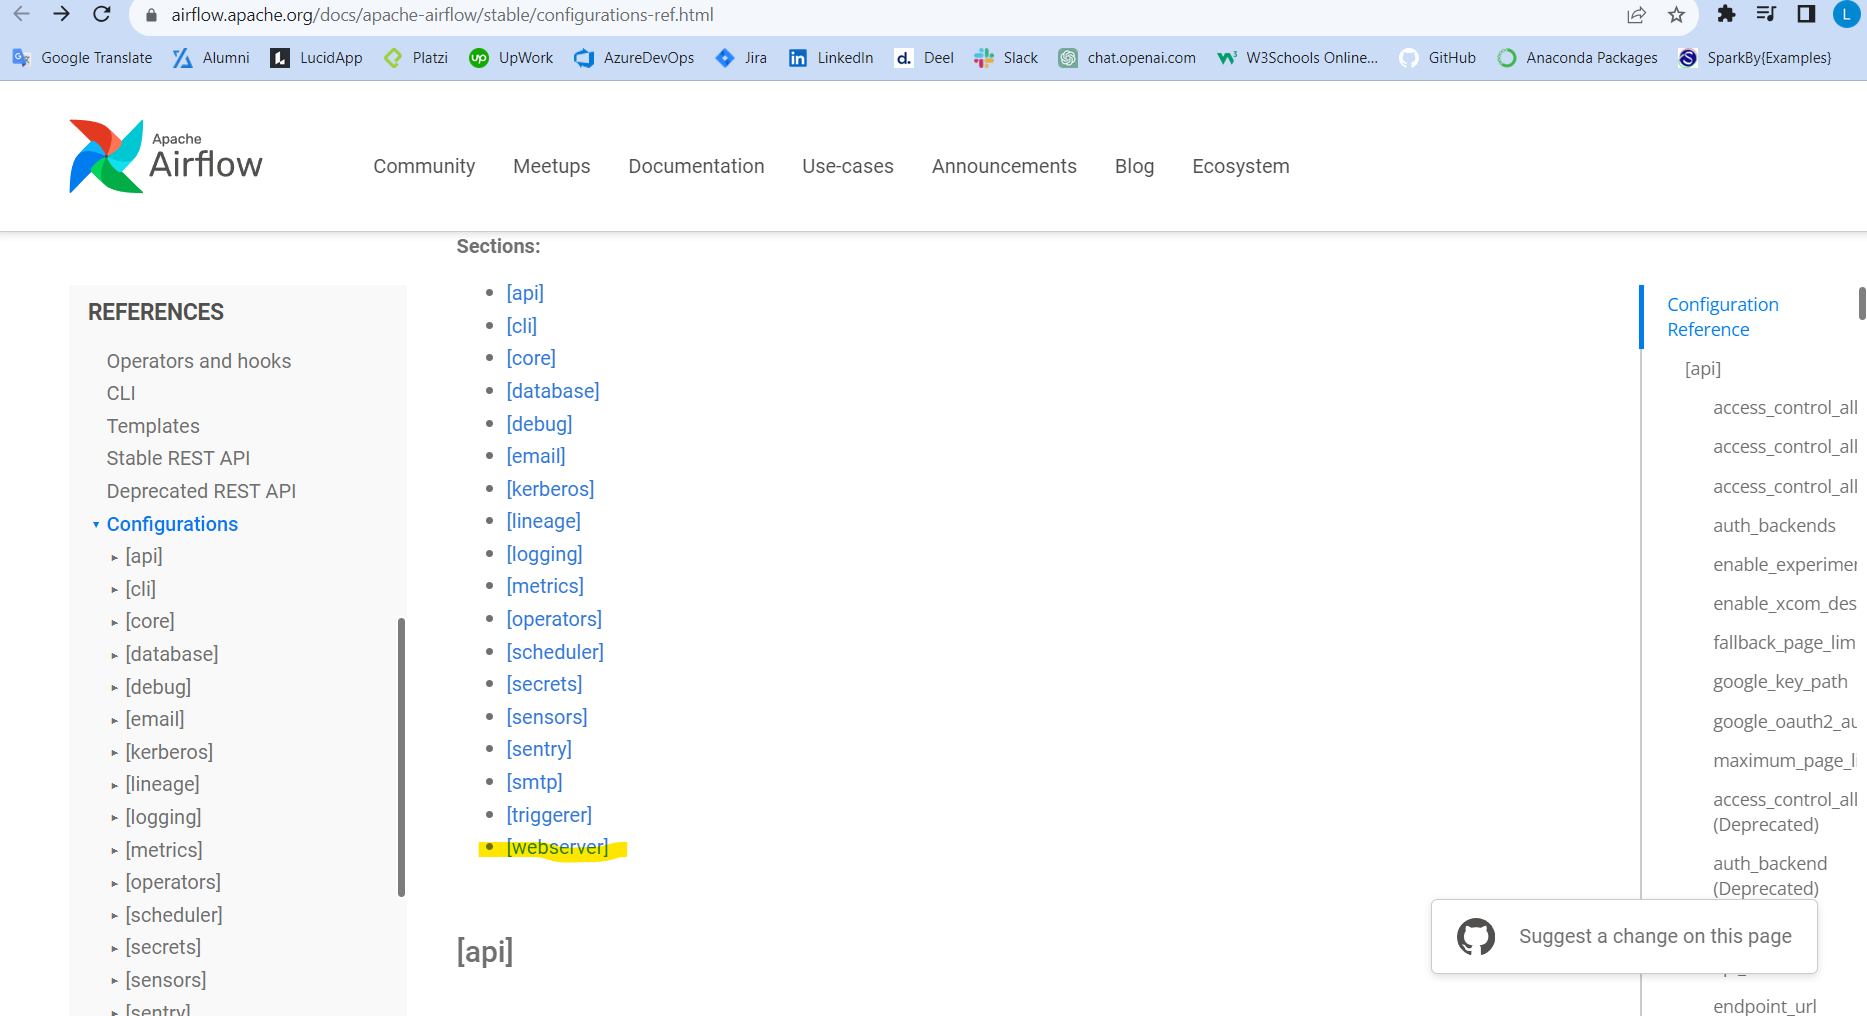 airflow.apache.org/docs/apache-airflow/stable/configurations-ref.html
L
Google Translate Alumni LucidApp Platzi UpWork AzureDevOps Jira LinkedIn Deel Slack chat.openai.com W3Schools Online... GitHub Anaconda Packages SparkBy{Examples}
Apache
Airflow
Community Meetups Documentation Use-cases Announcements Blog Ecosystem
REFERENCES
Operators and hooks
CLI
Templates
Stable REST API
Deprecated REST API
Configurations
[api]
[cli]
[core]
[database]
[debug]
[email]
[kerberos]
[lineage]
[logging]
[metrics]
[operators]
[scheduler]
[secrets]
[sensors]
[sentry]
Sections:
[api]
[cli]
[core]
[database]
[debug]
[email]
[kerberos]
[lineage]
[logging]
[metrics]
[operators]
[scheduler]
[secrets]
[sensors]
[sentry]
[smtp]
[triggerer]
[webserver]
[api]
Configuration
Reference
[api]
access_control_all
access_control_all
access_control_all
auth_backends
enable_experimer
enable_xcom_des
fallback_page_lim
google_key_path
google_oauth2_au
maximum_page_li
access_control_all
(Deprecated)
auth_backend
(Deprecated)
Suggest a change on this page
endpoint_url